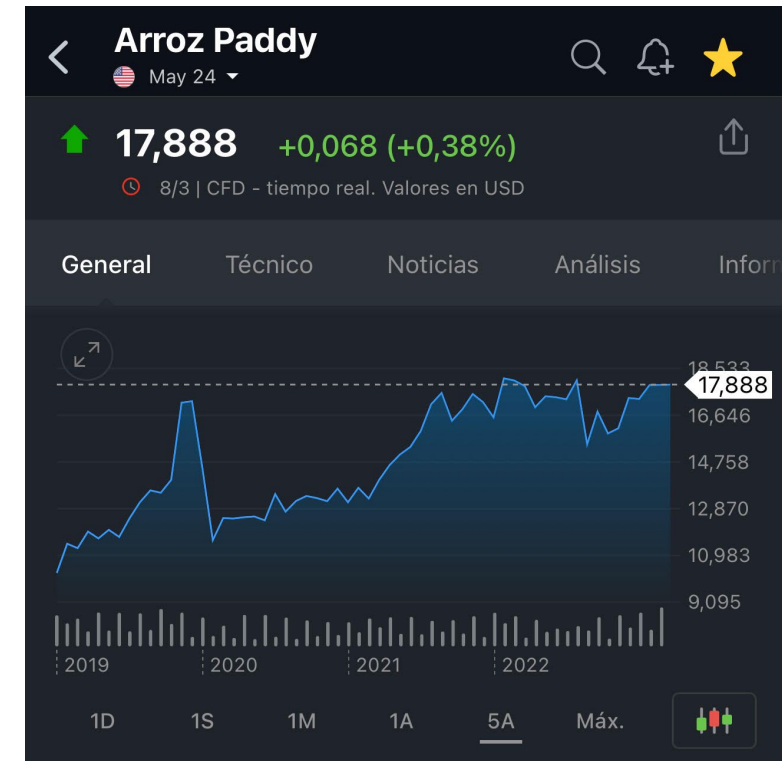 Arroz Paddy
May 24
17,888 +0,068 (+0,38%)
8/3 | CFD - tiempo real. Valores en USD
General Técnico Noticias Análisis Inform
18,533
17,888
16,646
14,758
12,870
10,983
9,095
2019 2020 2021 2022
1D 1S 1M 1A 5A Máx.